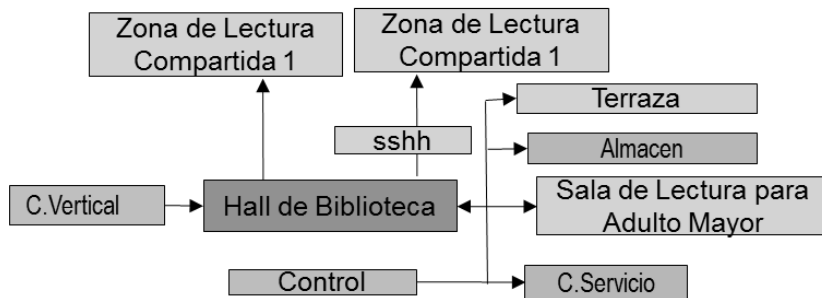 Zona de Lectura
Compartida 1
Zona de Lectura
Compartida 1
Terraza
sshh
Almacen
C.Vertical
Hall de Biblioteca
Sala de Lectura para
Adulto Mayor
Control
C.Servicio